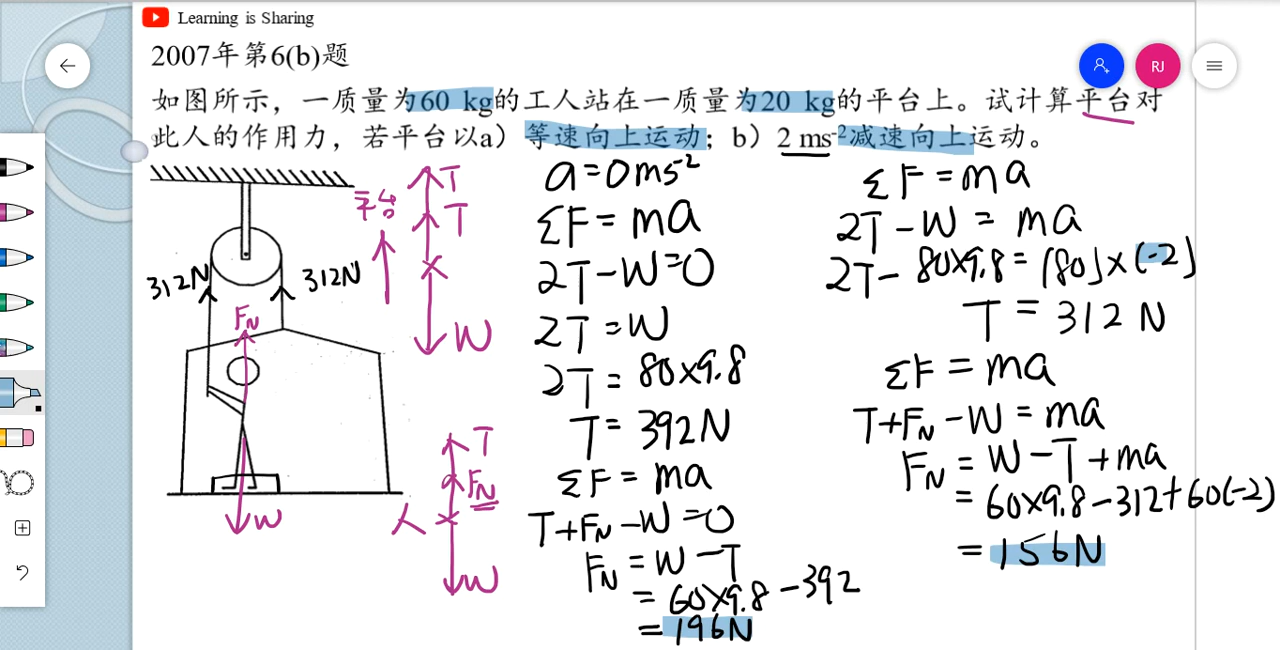 Learning is Sharing
2007年第6(b)题
RJ
如图所示，一质量为60 kg的工人站在一质量为20 kg的平台上。试计算平台对
此人的作用力，若平台以a）等速向上运动；b）2 ms⁻²减速向上运动。
T
平台
T
312N
312N
W
FN
W
T
FN
人
W
a=0ms⁻²
ΣF=ma
2T-W=0
2T=W
2T=80×9.8
T=392N
ΣF=ma
T+FN-W=0
FN=W-T
=60×9.8-392
=196N
ΣF=ma
2T-W=ma
2T-80×9.8=(80)×(-2)
T=312N
ΣF=ma
T+FN-W=ma
FN=W-T+ma
=60×9.8-312+60(-2)
=156N